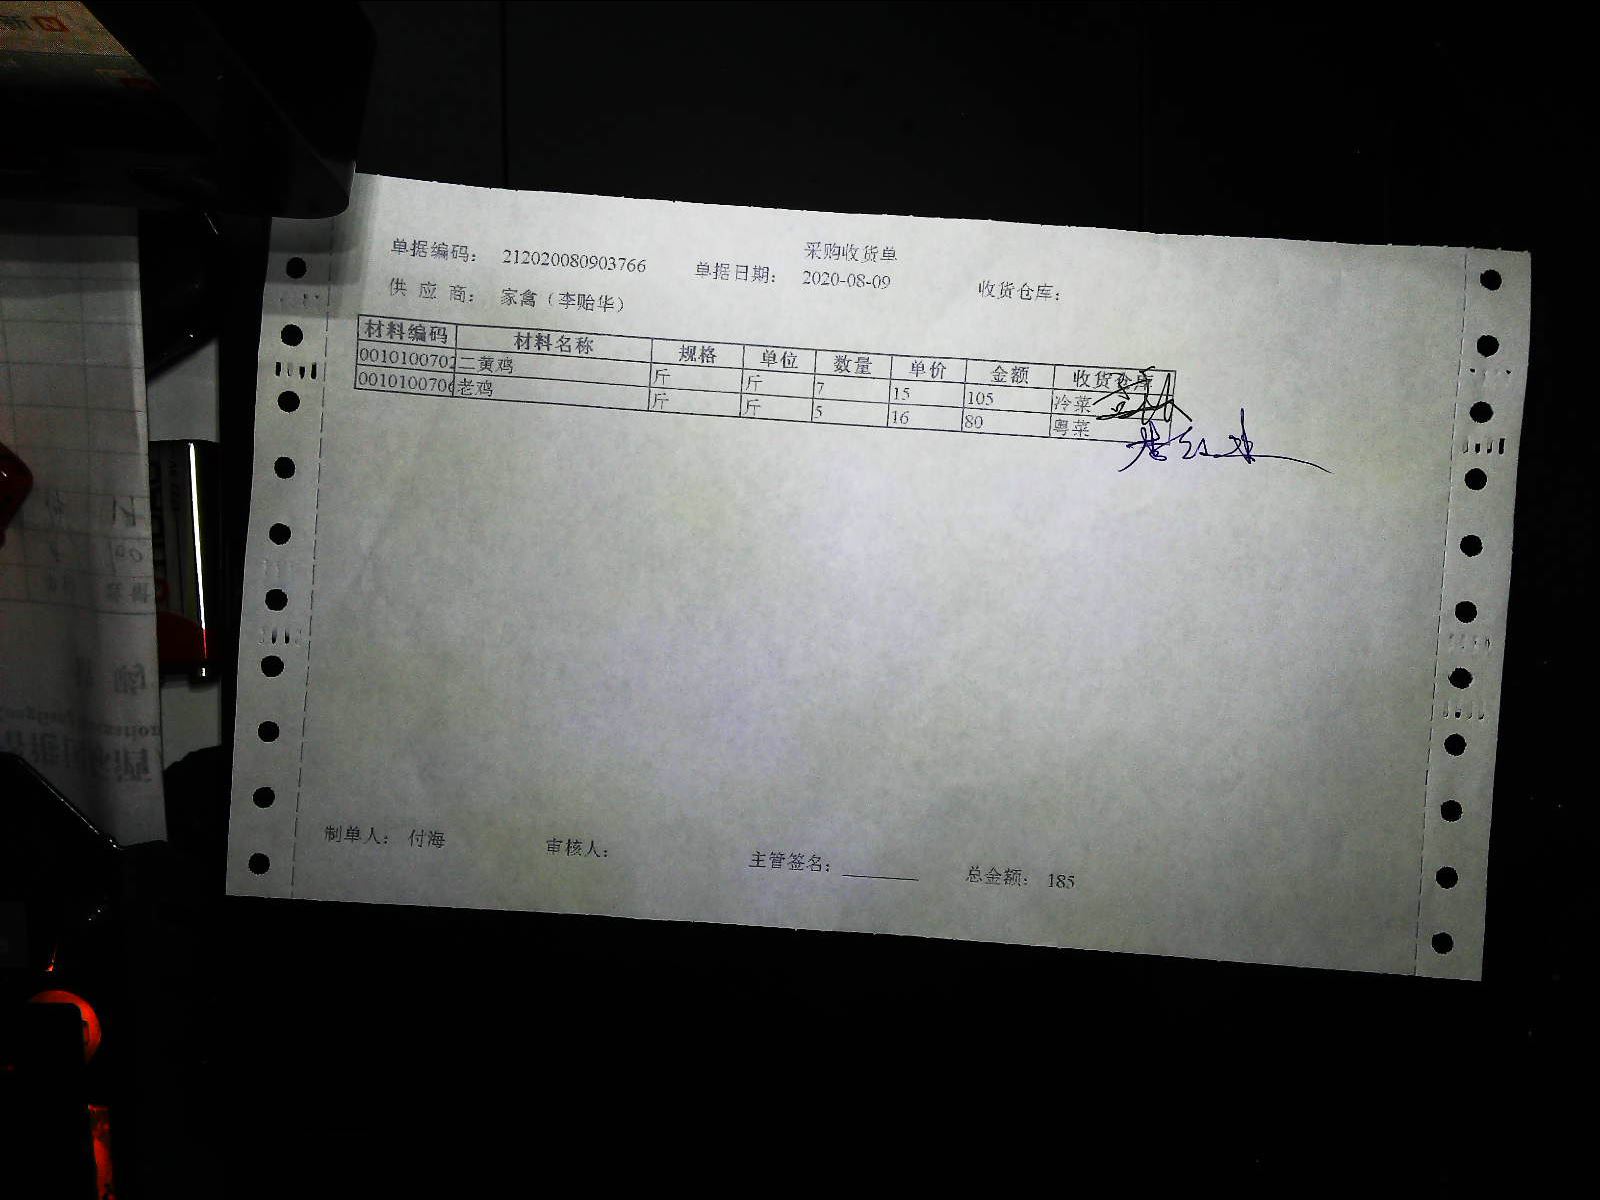 采购收货单
单据编码： 212020080903766 单据日期： 2020-08-09 收货仓库：
供 应 商： 家禽（李贻华）
材料编码 材料名称 规格 单位 数量 单价 金额 收货仓库
0010100702 二黄鸡 斤 斤 7 15 105 冷菜
0010100706 老鸡 斤 斤 5 16 80 粤菜
制单人： 付海 审核人： 主管签名： 总金额： 185